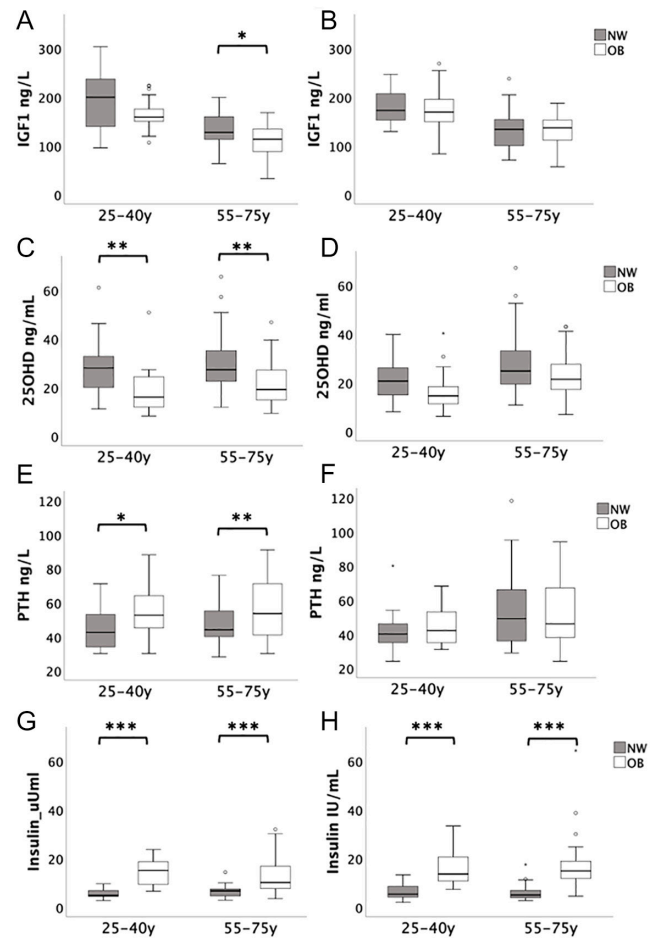 A
B
IGF1 ng/L
300
200
100
0
*
25-40y
55-75y
IGF1 ng/L
300
200
100
0
25-40y
55-75y
NW
OB
C
D
25OHD ng/mL
60
40
20
0
**
**
25-40y
55-75y
25OHD ng/ml
60
40
20
0
25-40y
55-75y
NW
OB
E
F
PTH ng/L
120
100
80
60
40
20
*
**
25-40y
55-75y
PTH ng/L
120
100
80
60
40
20
25-40y
55-75y
NW
OB
G
H
Insulin_uUml
60
40
20
0
***
***
25-40y
55-75y
Insulin IU/mL
60
40
20
0
***
***
25-40y
55-75y
NW
OB